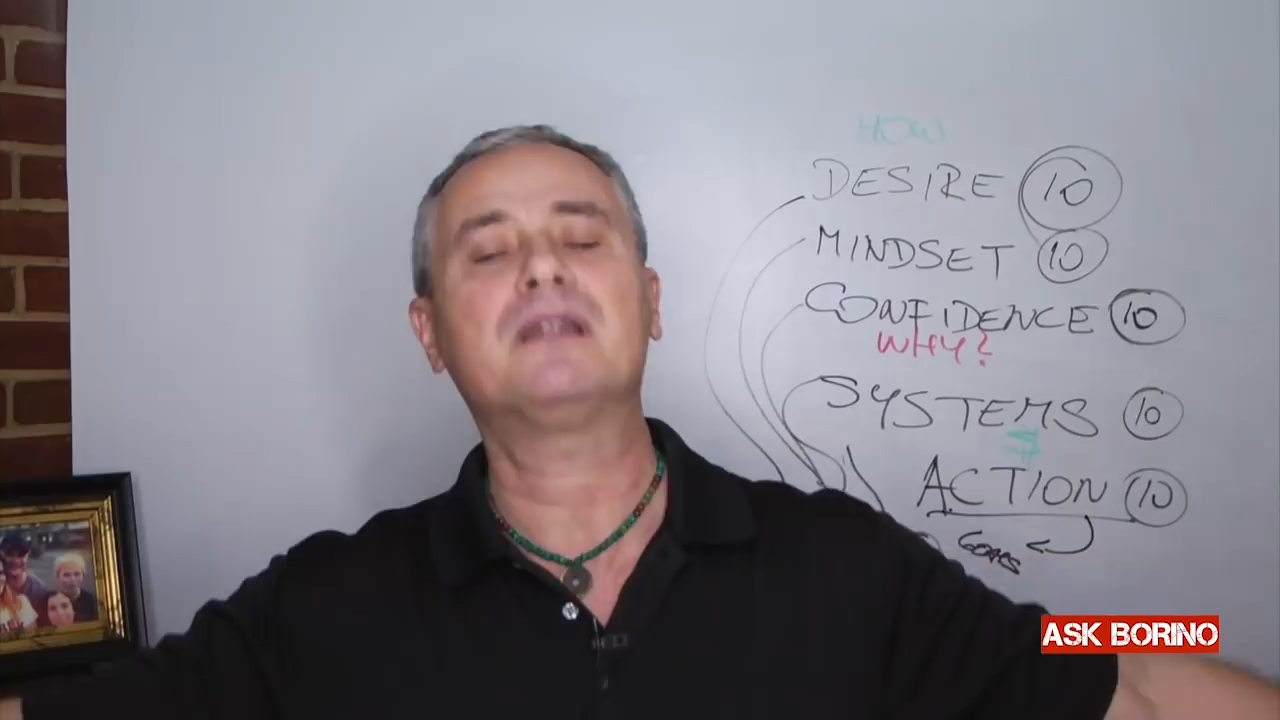 HOW
DESIRE 10
MINDSET 10
CONFIDENCE 10
WHY?
SYSTEMS 10
$
ACTION 10
GOALS
ASK BORINO